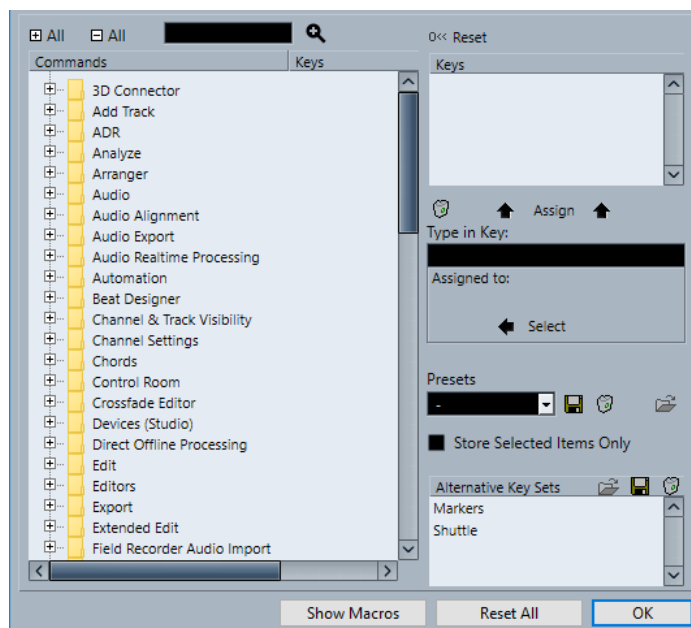 All All
0<< Reset
Commands Keys
3D Connector
Add Track
ADR
Analyze
Arranger
Audio
Audio Alignment
Audio Export
Audio Realtime Processing
Automation
Beat Designer
Channel & Track Visibility
Channel Settings
Chords
Control Room
Crossfade Editor
Devices (Studio)
Direct Offline Processing
Edit
Editors
Export
Extended Edit
Field Recorder Audio Import
Keys
Assign
Type in Key:
Assigned to:
Select
Presets
-
Store Selected Items Only
Alternative Key Sets
Markers
Shuttle
Show Macros Reset All OK